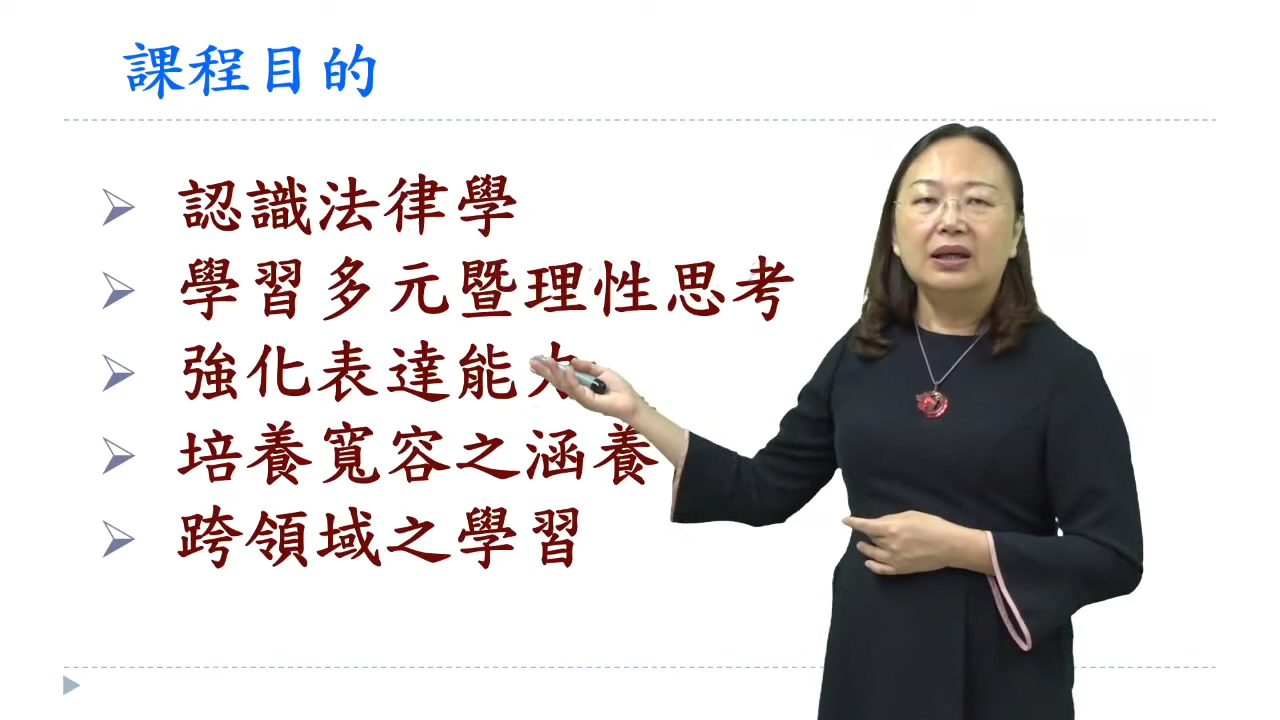 課程目的
認識法律學
學習多元暨理性思考
強化表達能力
培養寬容之涵養
跨領域之學習